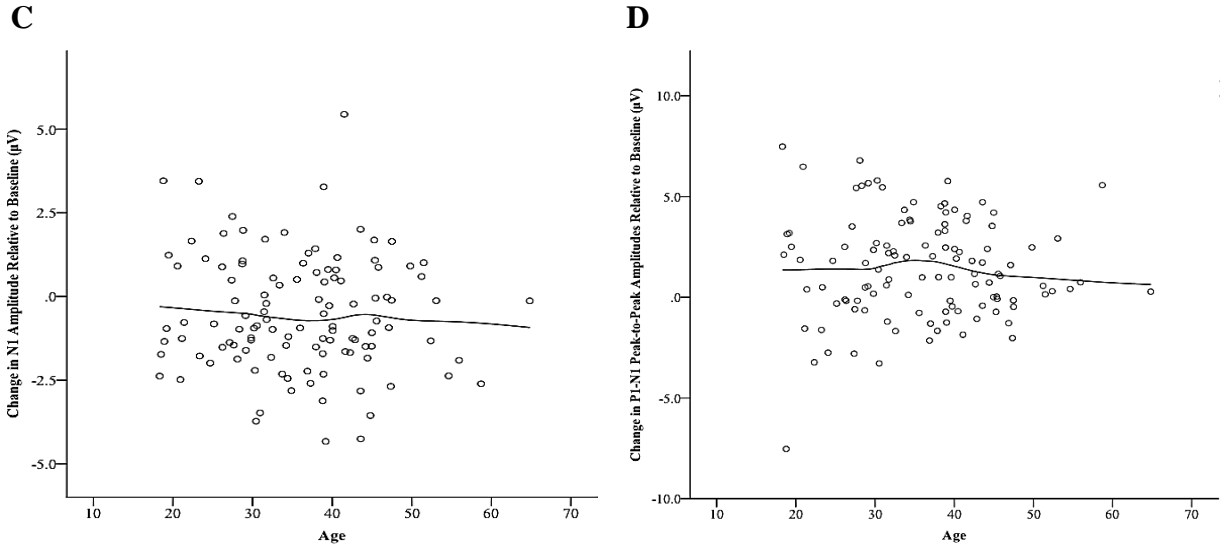 C
Change in N1 Amplitude Relative to Baseline (µV)
5.0
2.5
.0
-2.5
-5.0
10 20 30 40 50 60 70
Age
D
Change in P1-N1 Peak-to-Peak Amplitudes Relative to Baseline (µV)
10.0
5.0
.0
-5.0
-10.0
10 20 30 40 50 60 70
Age